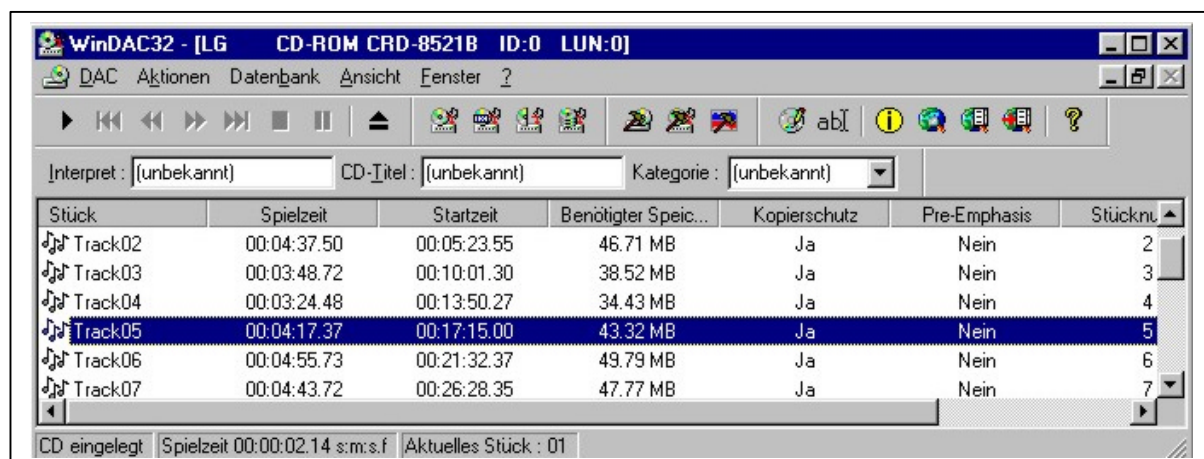 WinDAC32 - [LG CD-ROM CRD-8521B ID:0 LUN:0]
DAC Aktionen Datenbank Ansicht Fenster ?
abI
Interpret : (unbekannt) CD-Titel : (unbekannt) Kategorie : (unbekannt)
Stück Spielzeit Startzeit Benötigter Speic... Kopierschutz Pre-Emphasis Stücknu
Track02 00:04:37.50 00:05:23.55 46.71 MB Ja Nein 2
Track03 00:03:48.72 00:10:01.30 38.52 MB Ja Nein 3
Track04 00:03:24.48 00:13:50.27 34.43 MB Ja Nein 4
Track05 00:04:17.37 00:17:15.00 43.32 MB Ja Nein 5
Track06 00:04:55.73 00:21:32.37 49.79 MB Ja Nein 6
Track07 00:04:43.72 00:26:28.35 47.77 MB Ja Nein 7
CD eingelegt Spielzeit 00:00:02.14 s:m:s.f Aktuelles Stück : 01